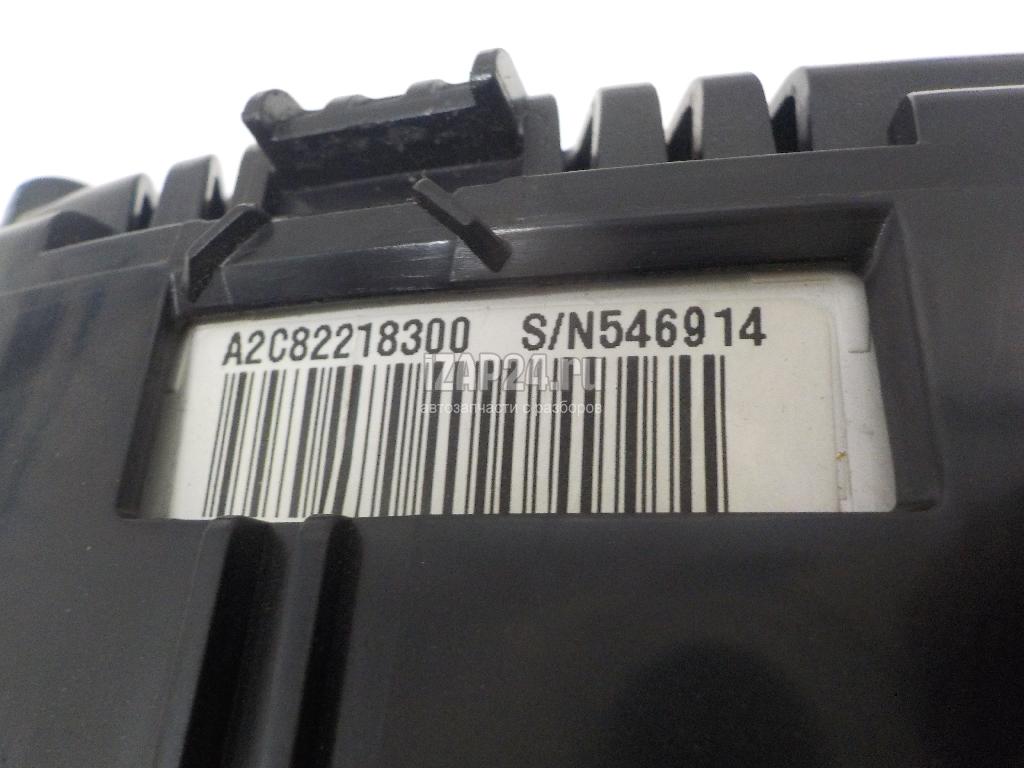 A2C82218300 S/N546914
iZAP24.ru
автозапчасти с разборов